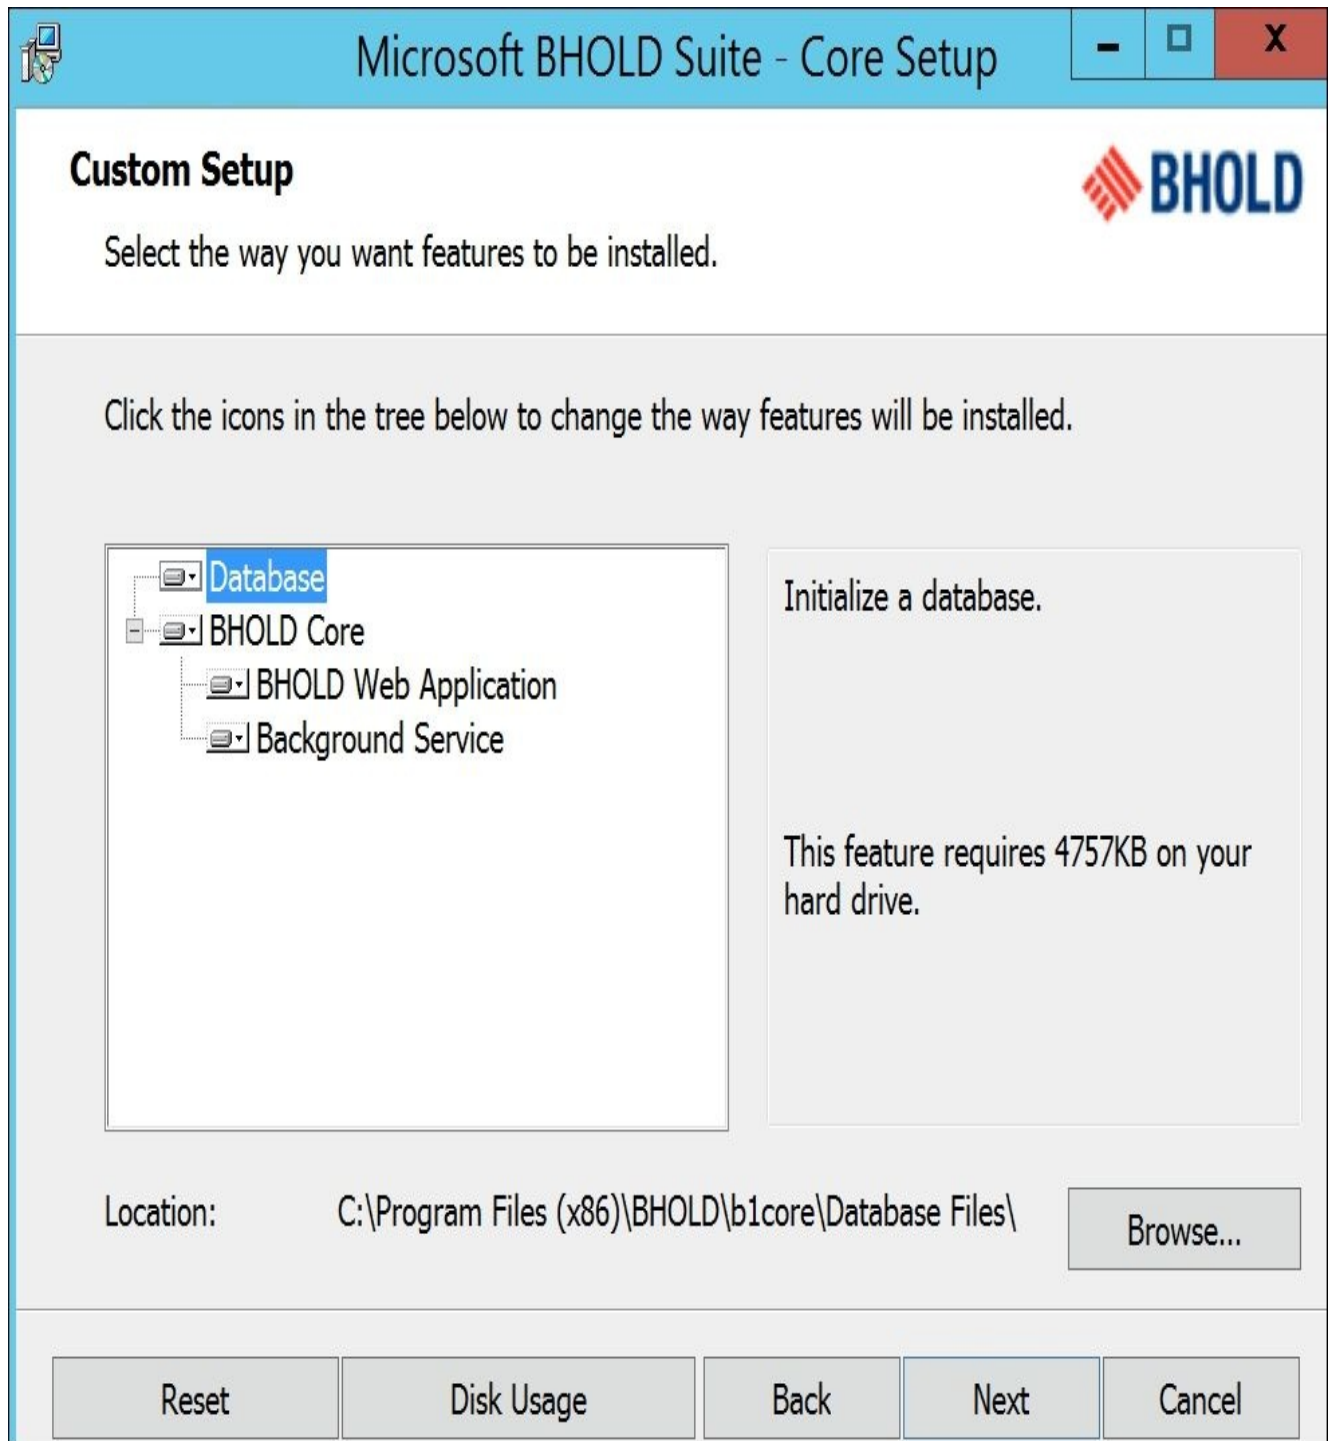 Microsoft BHOLD Suite - Core Setup
Custom Setup
BHOLD
Select the way you want features to be installed.
Click the icons in the tree below to change the way features will be installed.
Database
BHOLD Core
BHOLD Web Application
Background Service
Initialize a database.
This feature requires 4757KB on your
hard drive.
Location: C:\Program Files (x86)\BHOLD\b1core\Database Files\
Browse...
Reset Disk Usage Back Next Cancel